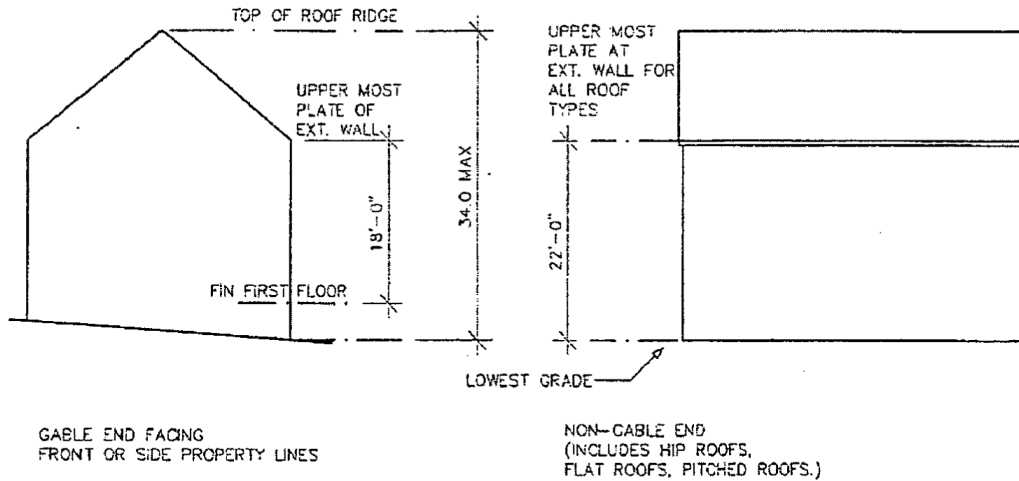 TOP OF ROOF RIDGE
UPPER MOST
PLATE OF
EXT. WALL
18'-0"
34.0 MAX
FIN FIRST FLOOR
UPPER MOST
PLATE AT
EXT. WALL FOR
ALL ROOF
TYPES
22'-0"
LOWEST GRADE
GABLE END FACING
FRONT OR SIDE PROPERTY LINES
NON-GABLE END
(INCLUDES HIP ROOFS,
FLAT ROOFS, PITCHED ROOFS.)